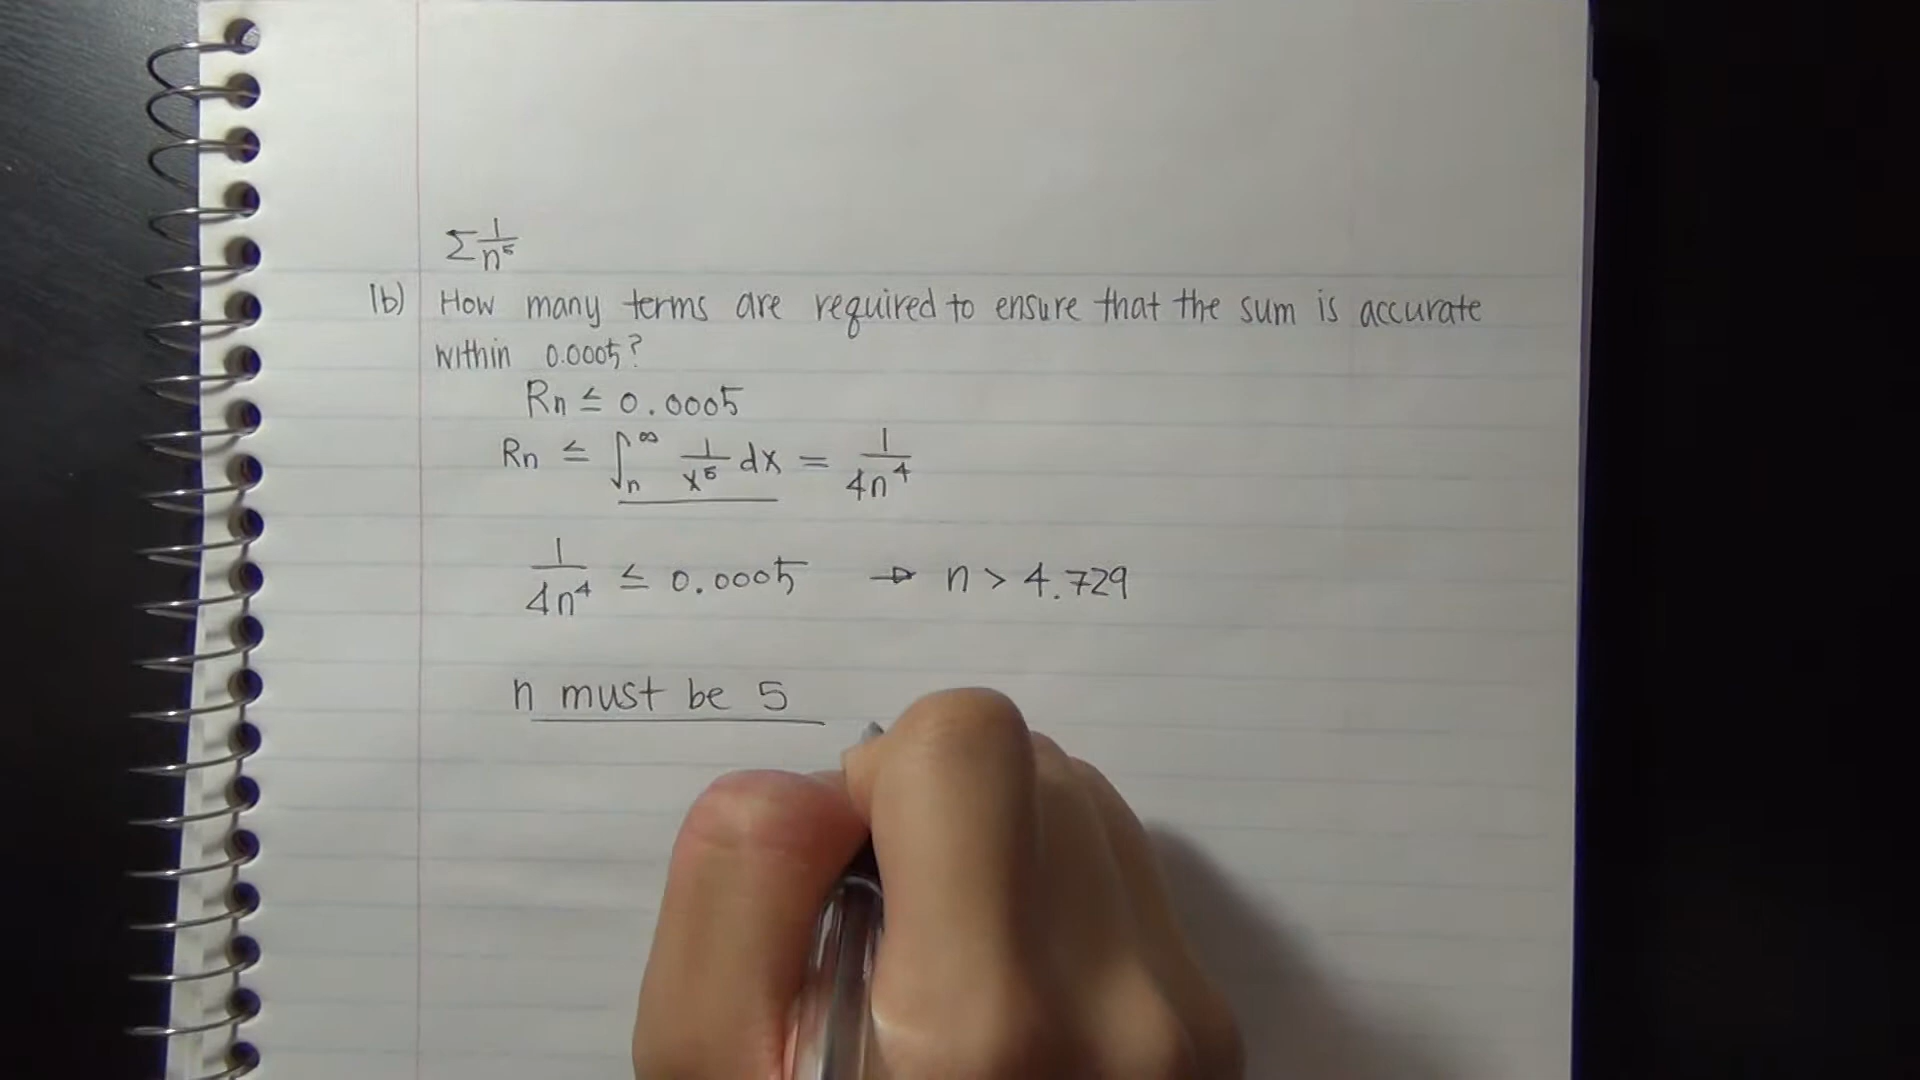 Σ 1/n⁵
1b) How many terms are required to ensure that the sum is accurate
within 0.0005?
Rn ≤ 0.0005
Rn ≤ ∫n^∞ 1/x⁵ dx = 1/4n⁴
1/4n⁴ ≤ 0.0005 → n > 4.729
n must be 5